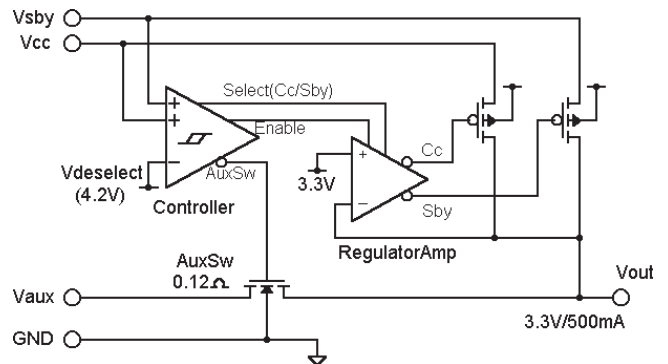 Vsby
Vcc
Select(Cc/Sby)
+
+
Enable
Cc
−
Vdeselect
(4.2V)
AuxSw
+
3.3V
−
Sby
Controller
RegulatorAmp
AuxSw
0.12Ω
Vaux
Vout
3.3V/500mA
GND